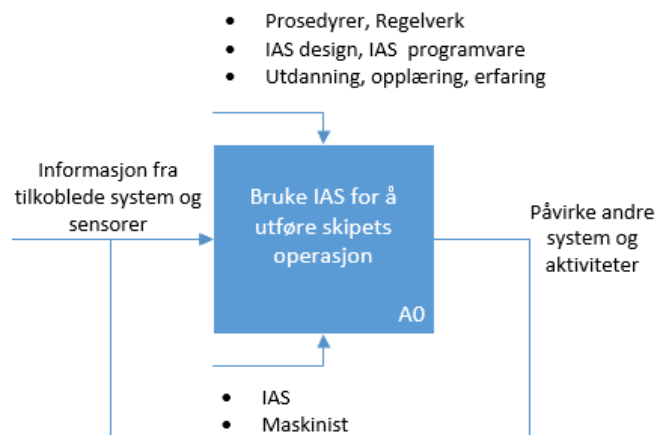 • Prosedyrer, Regelverk
• IAS design, IAS programvare
• Utdanning, opplæring, erfaring
Informasjon fra
tilkoblede system og
sensorer
Bruke IAS for å
utføre skipets
operasjon
A0
Påvirke andre
system og
aktiviteter
• IAS
• Maskinist